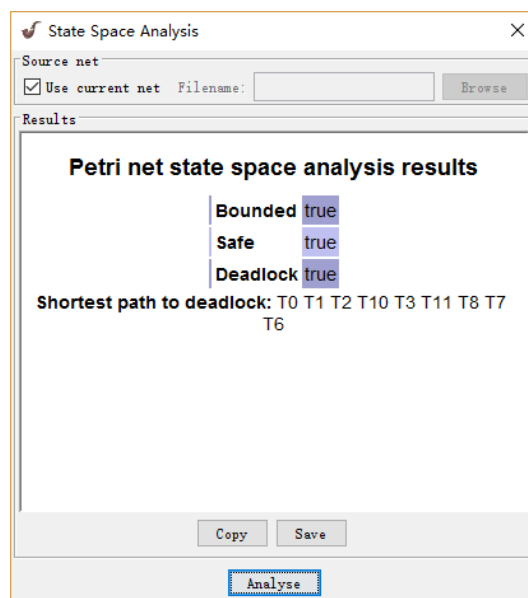 State Space Analysis
Source net
Use current net Filename: Browse
Results
Petri net state space analysis results
Bounded true
Safe true
Deadlock true
Shortest path to deadlock: T0 T1 T2 T10 T3 T11 T8 T7
T6
Copy Save
Analyse